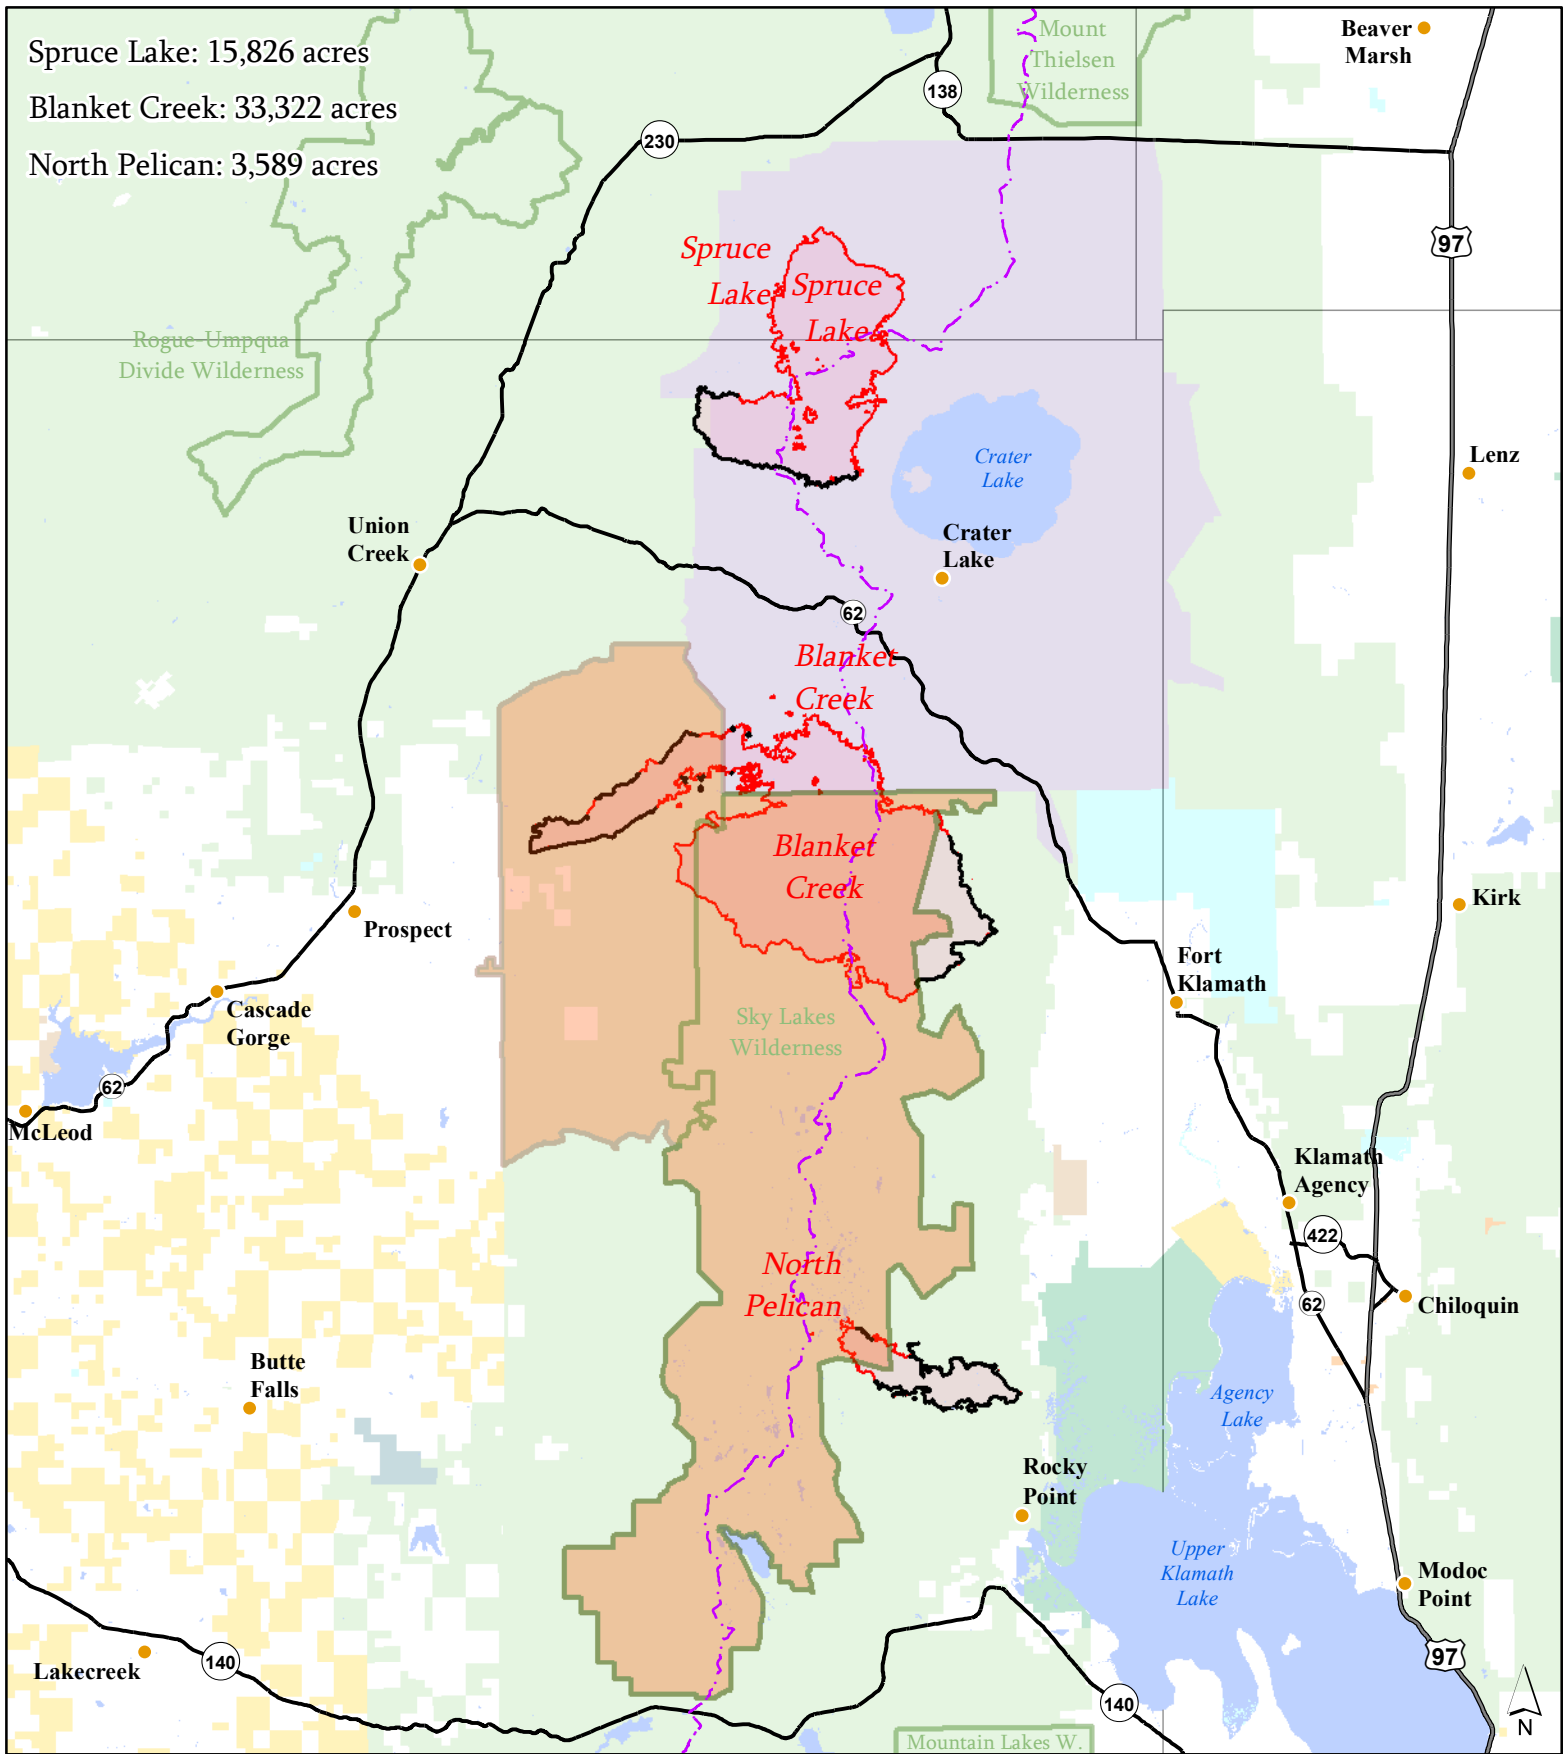 Spruce Lake: 15,826 acres
Blanket Creek: 33,322 acres
North Pelican: 3,589 acres
Mount
Thielsen
Wilderness
Beaver
Marsh
138
230
97
Spruce
Lake
Spruce
Lake
Rogue-Umpqua
Divide Wilderness
Crater
Lake
Lenz
Union
Creek
Crater
Lake
62
Blanket
Creek
Blanket
Creek
Kirk
Prospect
Fort
Klamath
Cascade
Gorge
Sky Lakes
Wilderness
62
McLeod
Klamath
Agency
422
North
Pelican
62
Chiloquin
Butte
Falls
Agency
Lake
Rocky
Point
Upper
Klamath
Lake
Modoc
Point
Lakecreek
140
97
140
N
Mountain Lakes W.